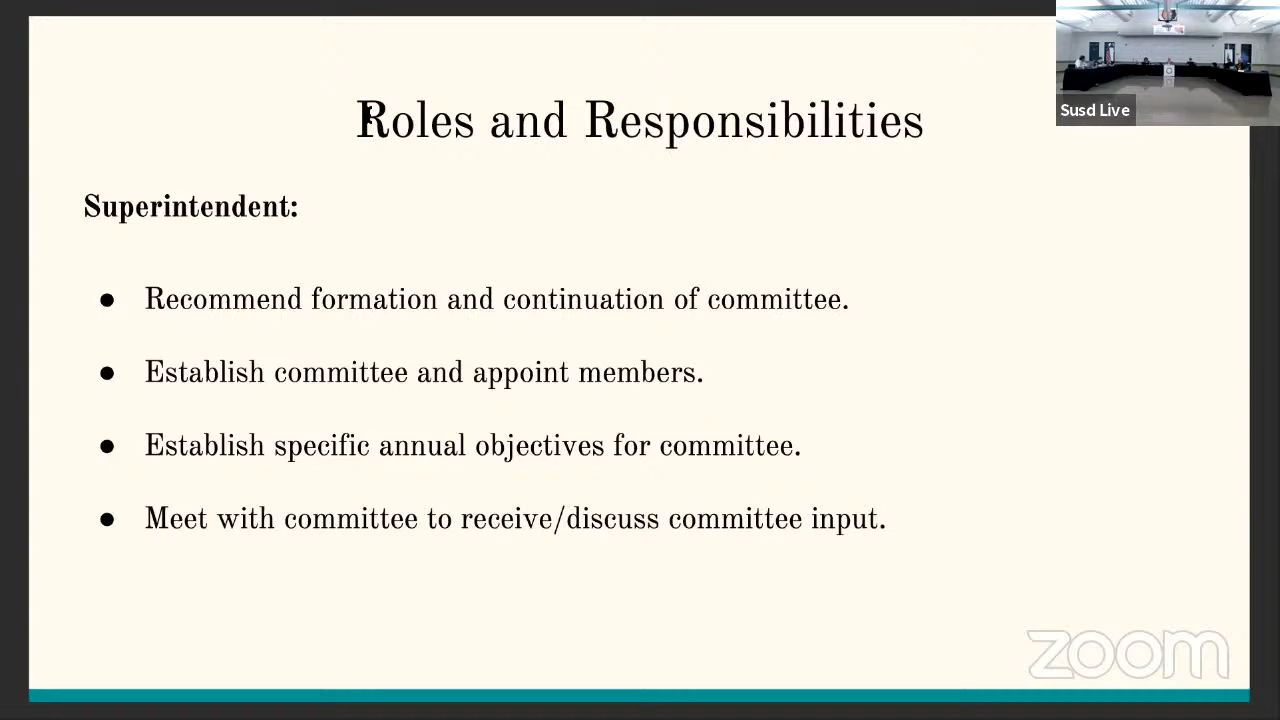 Roles and Responsibilities
Susd Live
Superintendent:
● Recommend formation and continuation of committee.
● Establish committee and appoint members.
● Establish specific annual objectives for committee.
● Meet with committee to receive/discuss committee input.
zoom